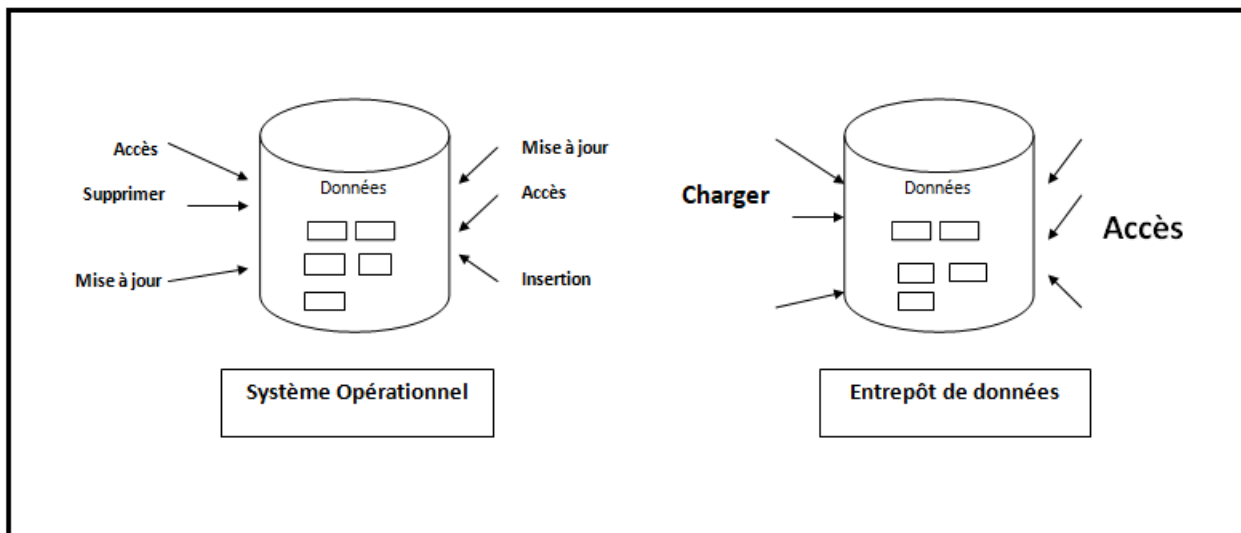 Accès
Supprimer
Mise à jour
Données
Mise à jour
Accès
Insertion
Système Opérationnel
Charger
Données
Accès
Entrepôt de données